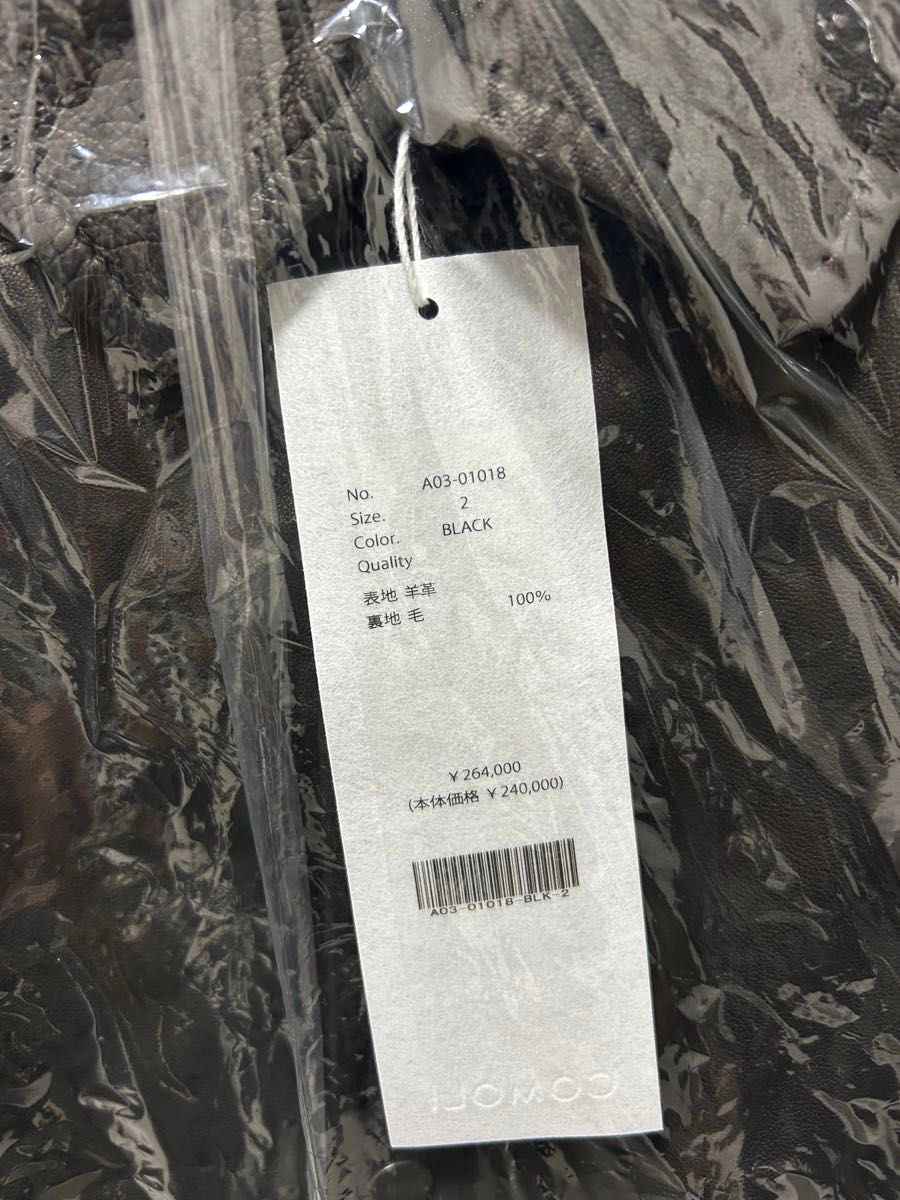 No. A03-01018
Size. 2
Color. BLACK
Quality
表地 羊革
裏地 毛 100%
￥264,000
(本体価格 ￥240,000)
A03-01018-BLK-2
COMOLI